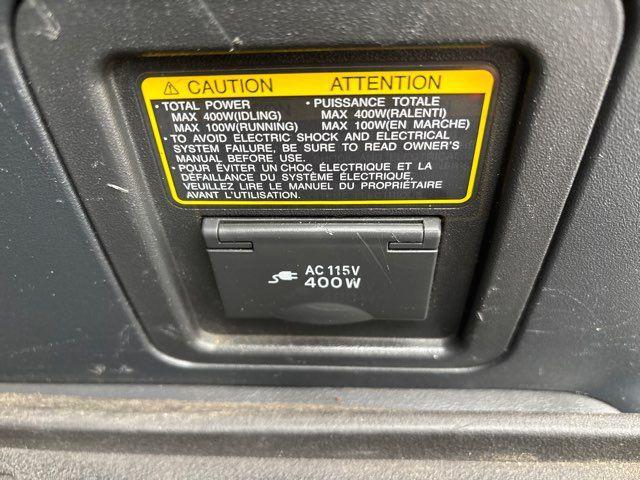 ⚠ CAUTION ATTENTION
• TOTAL POWER
MAX 400W(IDLING)
MAX 100W(RUNNING)
• PUISSANCE TOTALE
MAX 400W(RALENTI)
MAX 100W(EN MARCHE)
• TO AVOID ELECTRIC SHOCK AND ELECTRICAL
SYSTEM FAILURE, BE SURE TO READ OWNER'S
MANUAL BEFORE USE.
• POUR ÉVITER UN CHOC ÉLECTRIQUE ET LA
DÉFAILLANCE DU SYSTÈME ÉLECTRIQUE,
VEUILLEZ LIRE LE MANUEL DU PROPRIÉTAIRE
AVANT L'UTILISATION.
AC 115V
400W